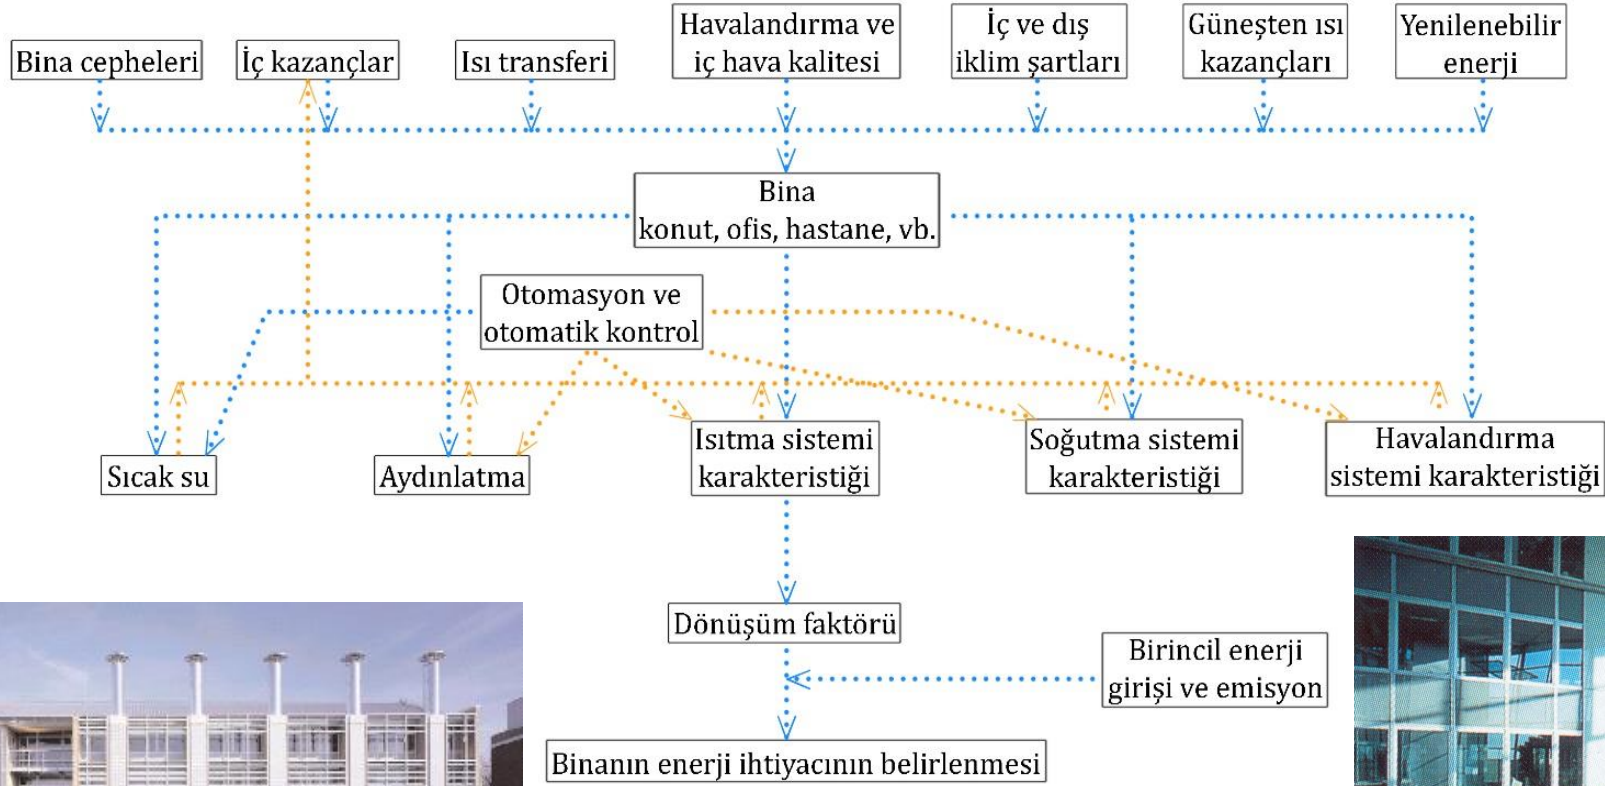 Bina cepheleri
İç kazançlar
Isı transferi
Havalandırma ve
iç hava kalitesi
İç ve dış
iklim şartları
Güneşten ısı
kazançları
Yenilenebilir
enerji
Bina
konut, ofis, hastane, vb.
Otomasyon ve
otomatik kontrol
Sıcak su
Aydınlatma
Isıtma sistemi
karakteristiği
Soğutma sistemi
karakteristiği
Havalandırma
sistemi karakteristiği
Dönüşüm faktörü
Birincil enerji
girişi ve emisyon
Binanın enerji ihtiyacının belirlenmesi